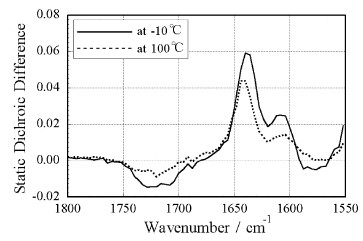 0.08
0.06
0.04
0.02
0.00
-0.02
Static Dichroic Difference
at -10℃
at 100℃
1800 1750 1700 1650 1600 1550
Wavenumber / cm-1